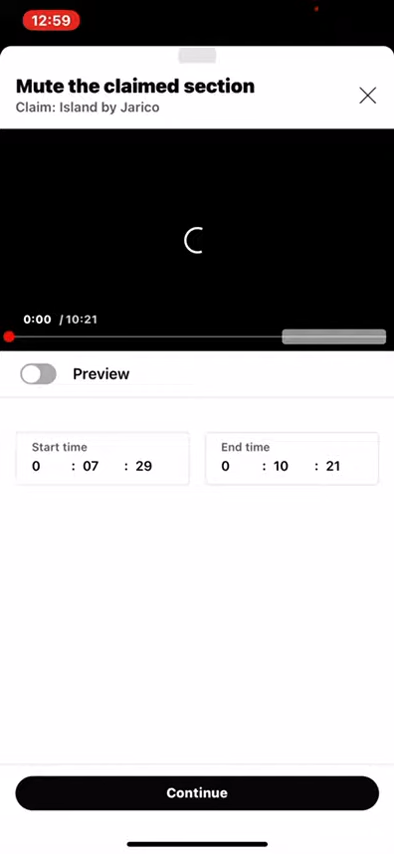 12:59
Mute the claimed section
Claim: Island by Jarico
0:00 / 10:21
Preview
Start time End time
0 : 07 : 29 0 : 10 : 21
Continue